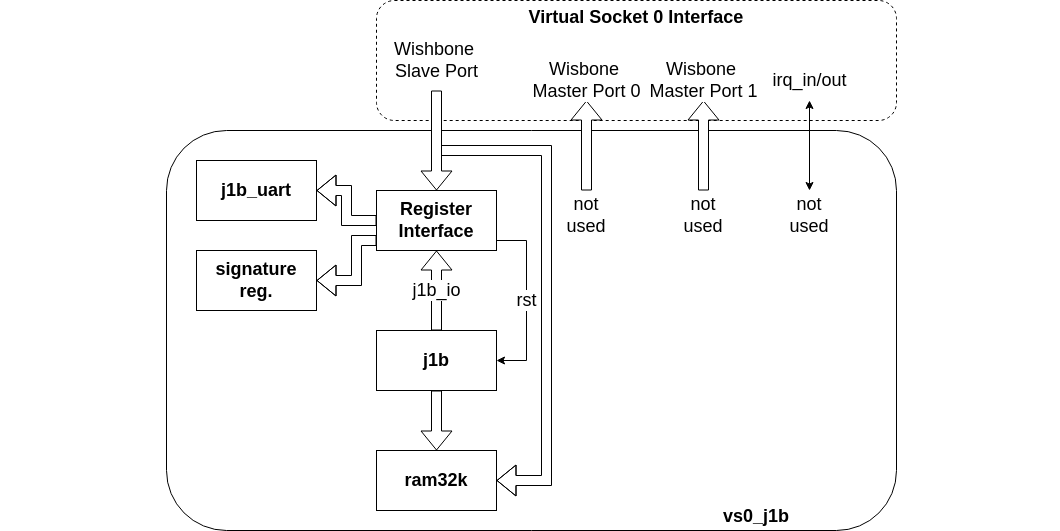 Virtual Socket 0 Interface
Wishbone
Slave Port
Wisbone
Master Port 0
Wisbone
Master Port 1
irq_in/out
j1b_uart
Register
Interface
not
used
not
used
not
used
signature
reg.
j1b_io
rst
j1b
ram32k
vs0_j1b